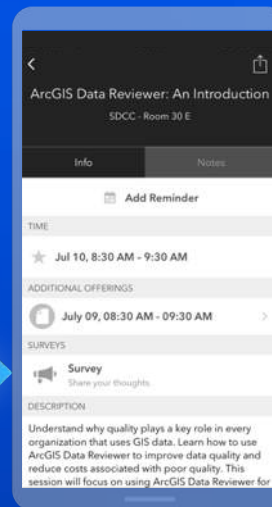 ArcGIS Data Reviewer: An Introduction
SDCC - Room 30 E
Info
Notes
Add Reminder
TIME
Jul 10, 8:30 AM - 9:30 AM
ADDITIONAL OFFERINGS
July 09, 08:30 AM - 09:30 AM
SURVEYS
Survey
Share your thoughts
DESCRIPTION
Understand why quality plays a key role in every
organization that uses GIS data. Learn how to use
ArcGIS Data Reviewer to improve data quality and
reduce costs associated with poor quality. This
session will focus on using ArcGIS Data Reviewer for